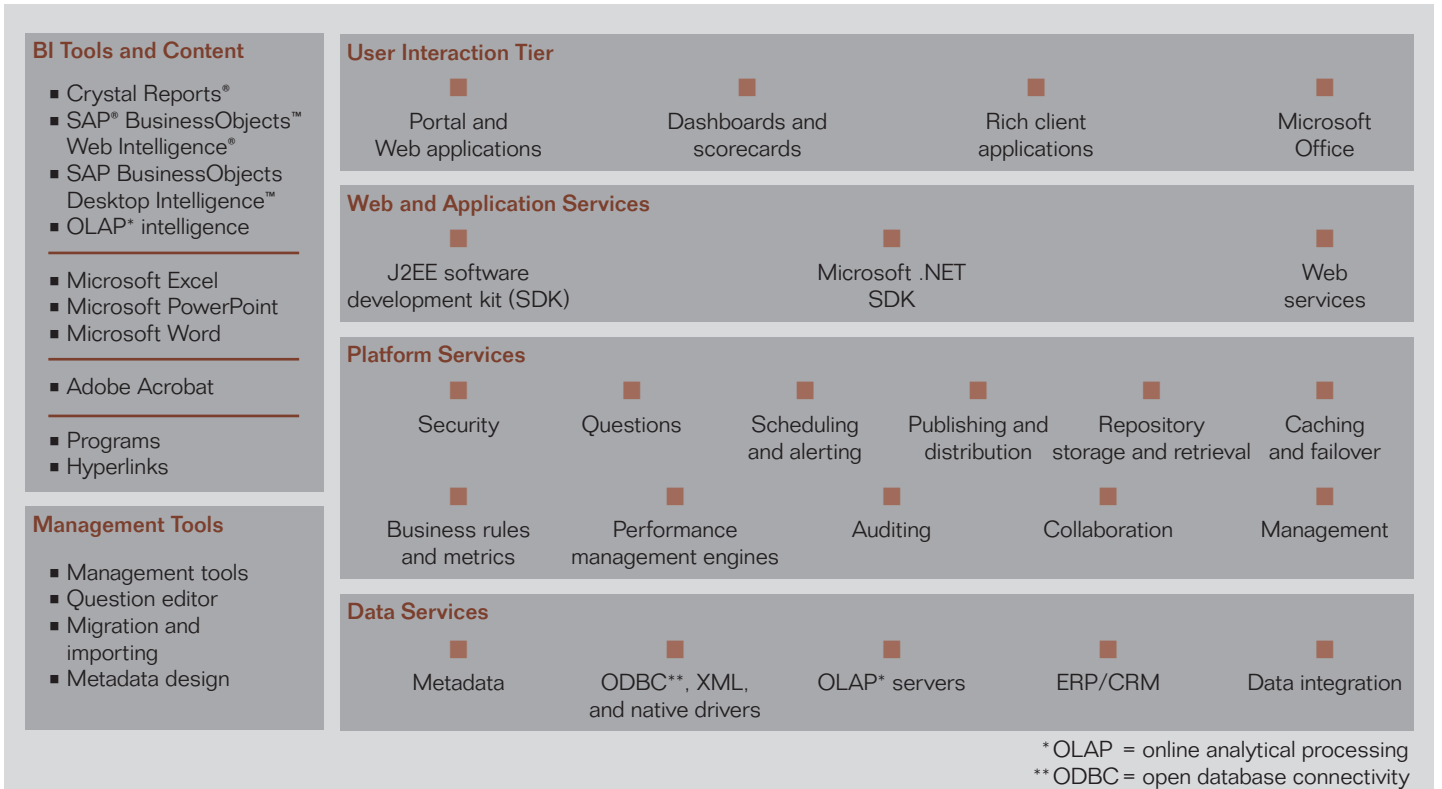 BI Tools and Content
■ Crystal Reports®
■ SAP® BusinessObjects™
Web Intelligence®
■ SAP BusinessObjects
Desktop Intelligence™
■ OLAP* intelligence
■ Microsoft Excel
■ Microsoft PowerPoint
■ Microsoft Word
■ Adobe Acrobat
■ Programs
■ Hyperlinks
Management Tools
■ Management tools
■ Question editor
■ Migration and
importing
■ Metadata design
User Interaction Tier
Portal and
Web applications
Dashboards and
scorecards
Rich client
applications
Microsoft
Office
Web and Application Services
J2EE software
development kit (SDK)
Microsoft .NET
SDK
Web
services
Platform Services
Security
Questions
Scheduling
and alerting
Publishing and
distribution
Repository
storage and retrieval
Caching
and failover
Business rules
and metrics
Performance
management engines
Auditing
Collaboration
Management
Data Services
Metadata
ODBC**, XML,
and native drivers
OLAP* servers
ERP/CRM
Data integration
*OLAP = online analytical processing
**ODBC = open database connectivity